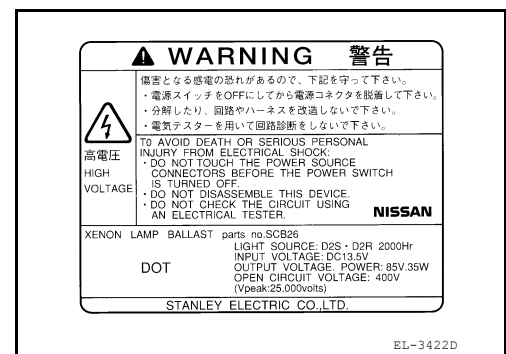 ⚠ WARNING 警告
傷害となる感電の恐れがあるので、下記を守って下さい。
・電源スイッチをOFFにしてから電源コネクタを脱着して下さい。
・分解したり、回路やハーネスを改造しないで下さい。
・電気テスターを用いて回路診断をしないで下さい。
高電圧
HIGH
VOLTAGE
TO AVOID DEATH OR SERIOUS PERSONAL
INJURY FROM ELECTRICAL SHOCK:
・DO NOT TOUCH THE POWER SOURCE
CONNECTORS BEFORE THE POWER SWITCH
IS TURNED OFF.
・DO NOT DISASSEMBLE THIS DEVICE.
・DO NOT CHECK THE CIRCUIT USING
AN ELECTRICAL TESTER.
NISSAN
XENON LAMP BALLAST parts no.SCB26
LIGHT SOURCE: D2S・D2R 2000Hr
INPUT VOLTAGE: DC13.5V
DOT
OUTPUT VOLTAGE. POWER: 85V.35W
OPEN CIRCUIT VOLTAGE: 400V
(Vpeak:25,000volts)
STANLEY ELECTRIC CO.,LTD.
EL-3422D